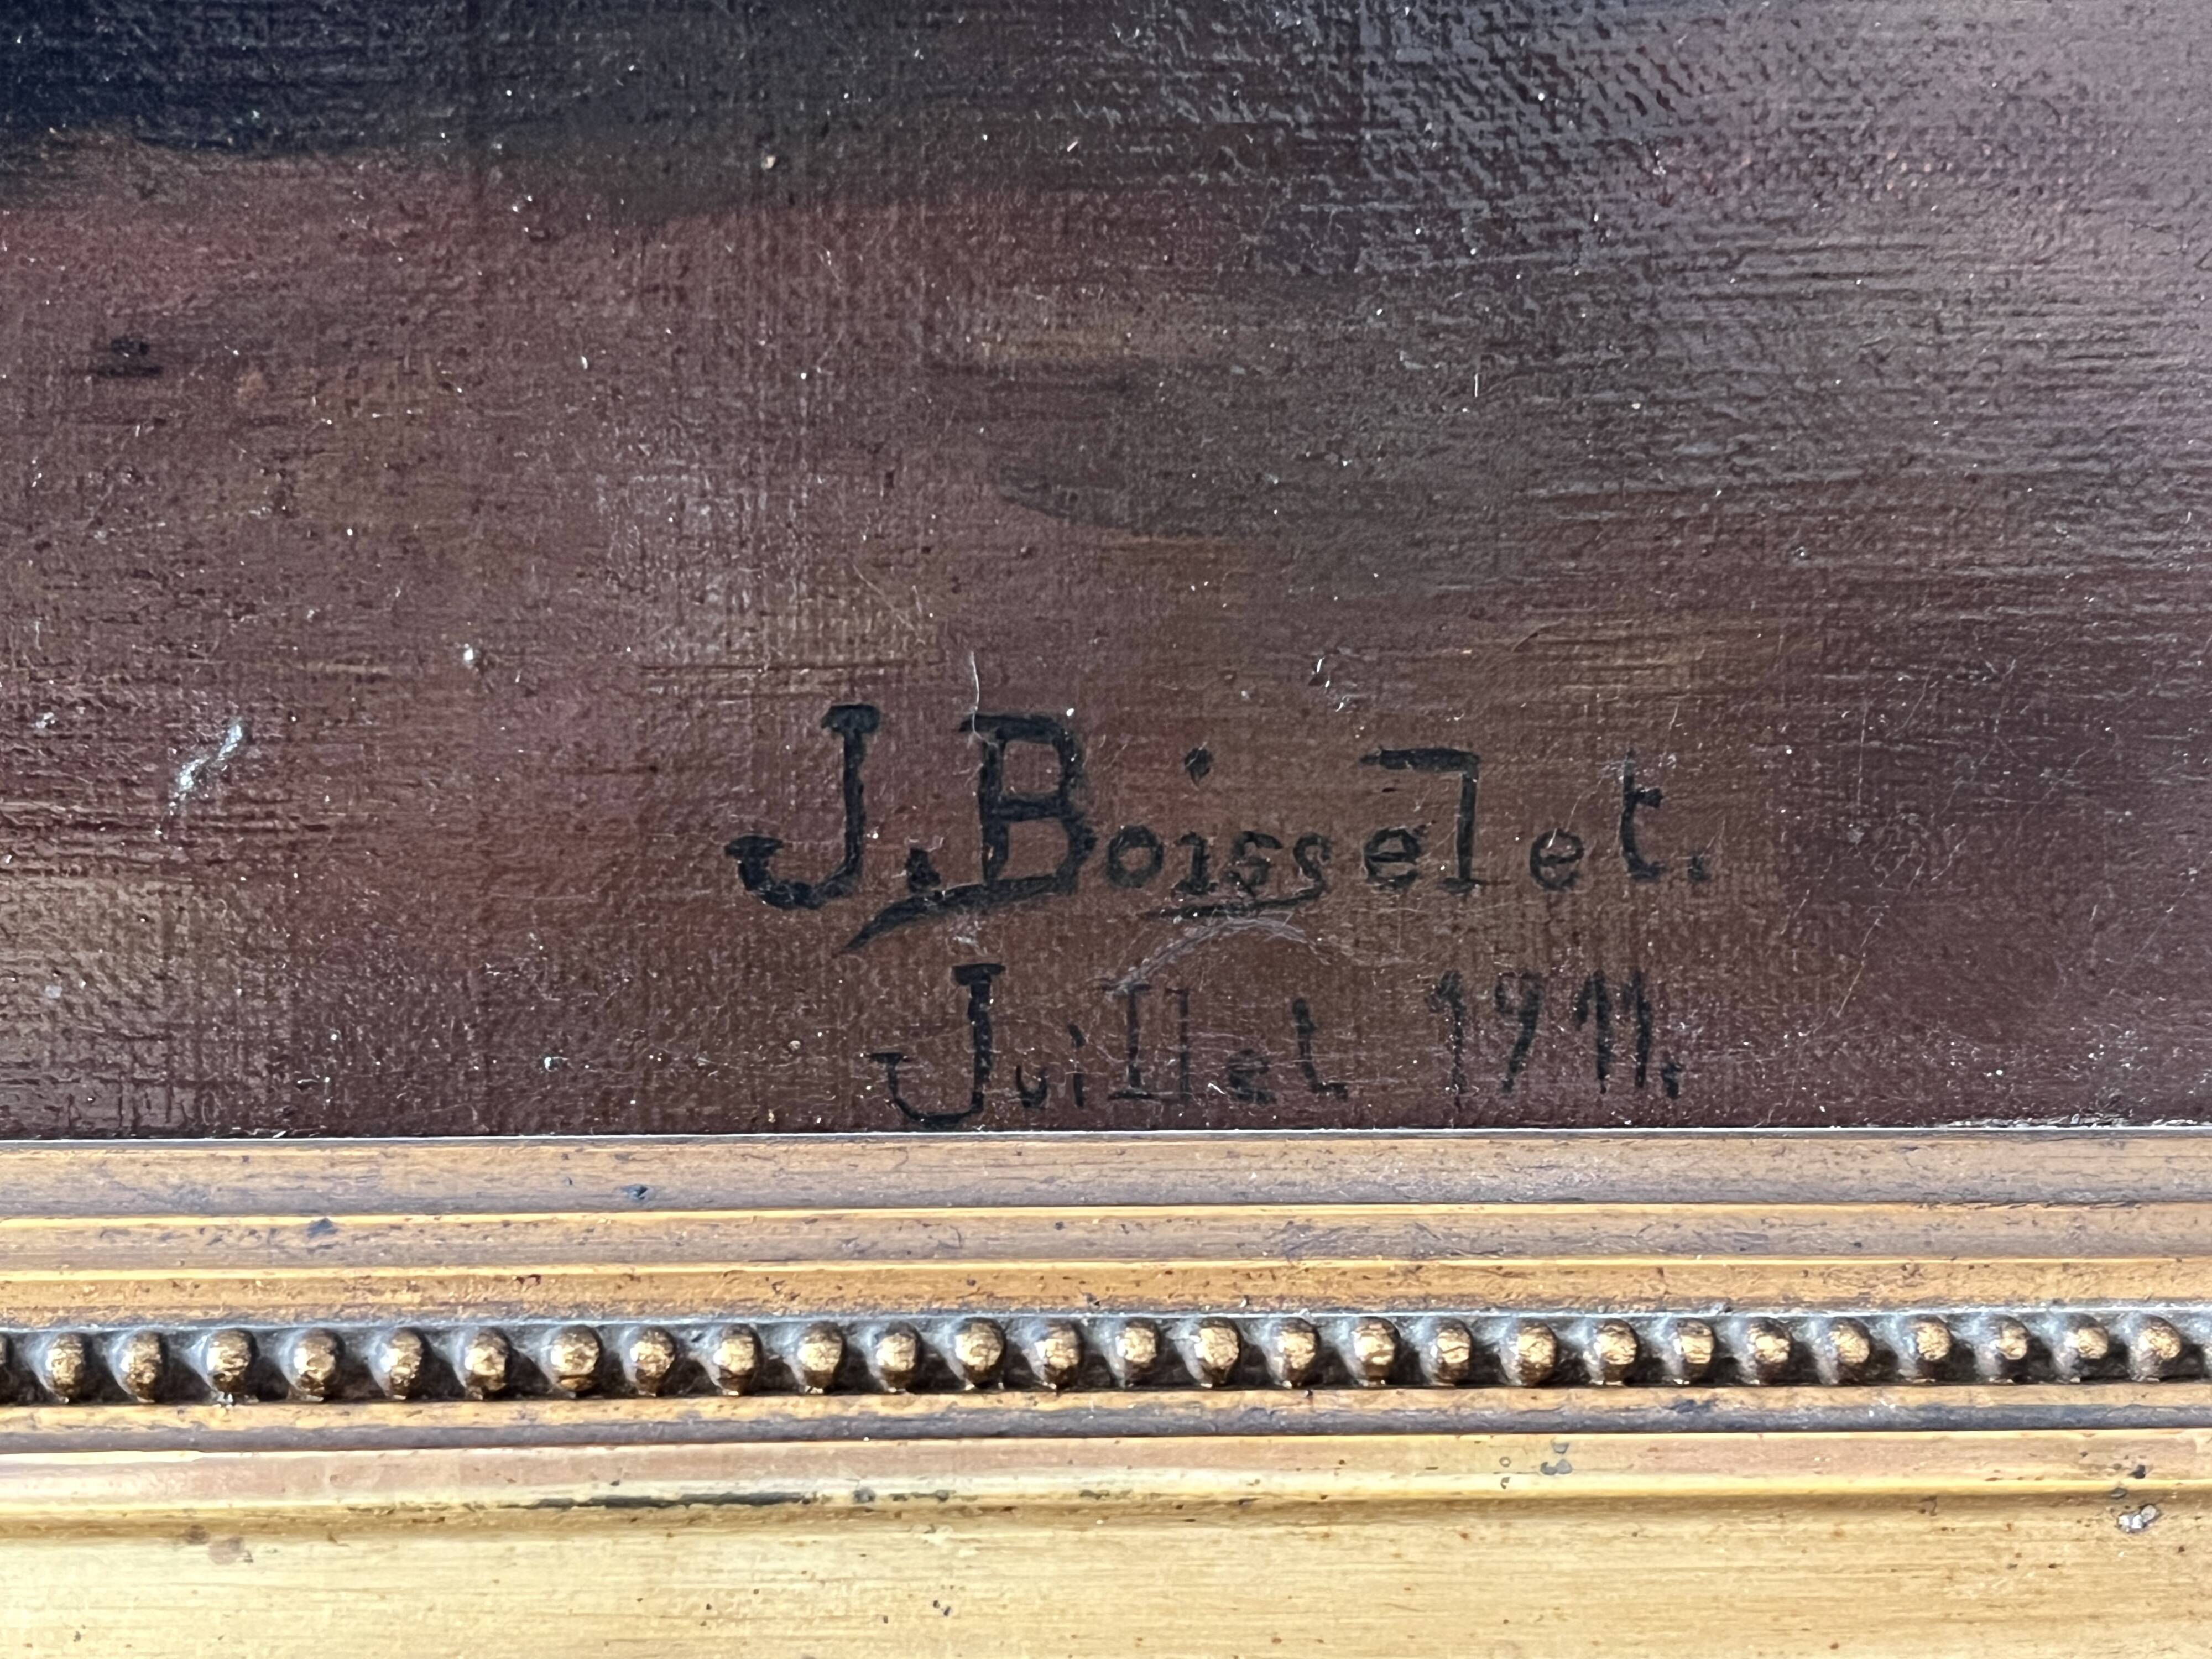 J. Boisselet.
Juillet 1911.